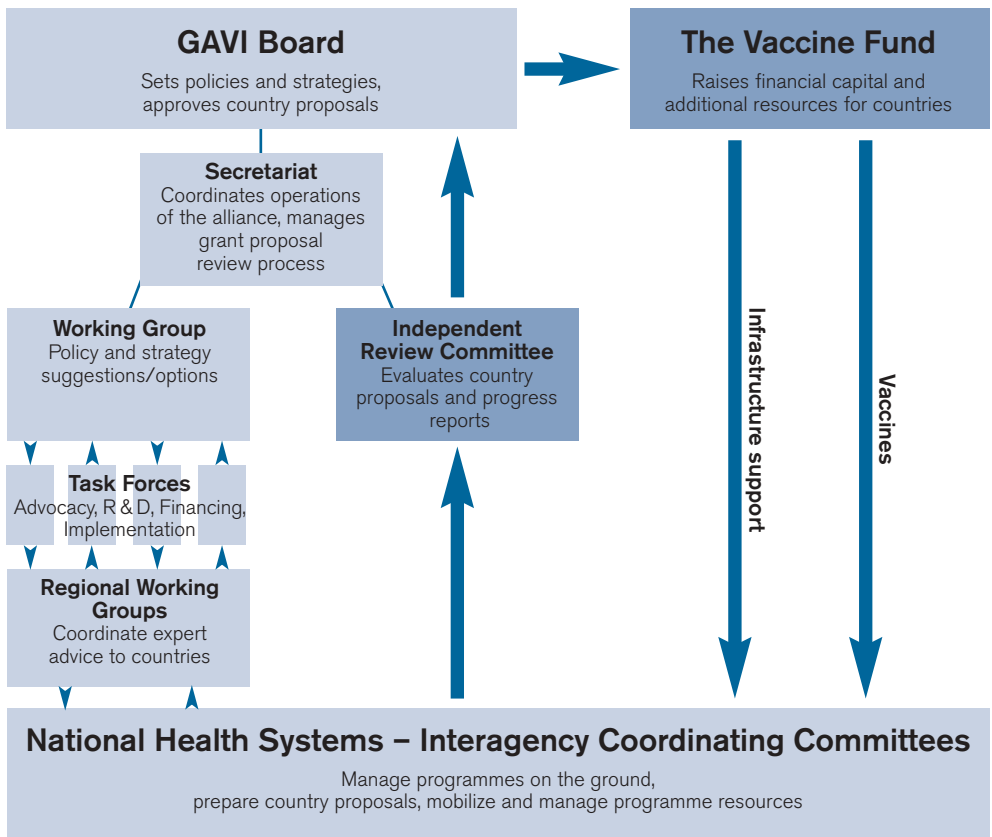 GAVI Board
Sets policies and strategies,
approves country proposals
The Vaccine Fund
Raises financial capital and
additional resources for countries
Secretariat
Coordinates operations
of the alliance, manages
grant proposal
review process
Working Group
Policy and strategy
suggestions/options
Independent
Review Committee
Evaluates country
proposals and progress
reports
Infrastructure support
Vaccines
Task Forces
Advocacy, R & D, Financing,
Implementation
Regional Working
Groups
Coordinate expert
advice to countries
National Health Systems – Interagency Coordinating Committees
Manage programmes on the ground,
prepare country proposals, mobilize and manage programme resources